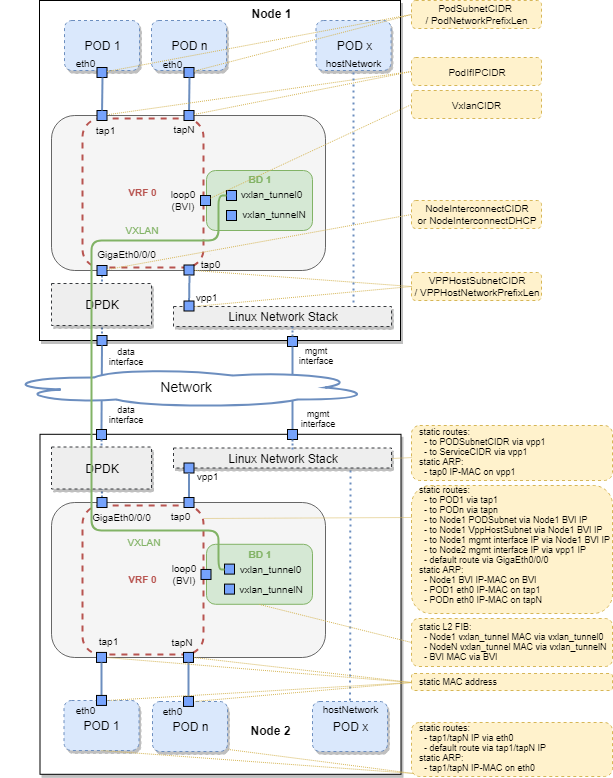 Node 1
PodSubnetCIDR
/ PodNetworkPrefixLen
POD 1
POD n
POD x
eth0
eth0
hostNetwork
PodIfIPCIDR
VxlanCIDR
tap1
tapN
BD 1
VRF 0
loop0
(BVI)
vxlan_tunnel0
vxlan_tunnelN
VXLAN
NodeInterconnectCIDR
or NodeInterconnectDHCP
GigaEth0/0/0
tap0
VPPHostSubnetCIDR
/ VPPHostNetworkPrefixLen
DPDK
vpp1
Linux Network Stack
data
interface
mgmt
interface
Network
data
interface
mgmt
interface
static routes:
- to PODSubnetCIDR via vpp1
- to ServiceCIDR via vpp1
static ARP:
- tap0 IP-MAC on vpp1
DPDK
Linux Network Stack
vpp1
GigaEth0/0/0
tap0
static routes:
- to POD1 via tap1
- to PODn via tapn
- to Node1 PODSubnet via Node1 BVI IP
- to Node1 VppHostSubnet via Node1 BVI IP
- to Node1 mgmt interface IP via Node1 BVI IP
- to Node2 mgmt interface IP via vpp1 IP
- default route via GigaEth0/0/0
static ARP:
- Node1 BVI IP-MAC on BVI
- POD1 eth0 IP-MAC on tap1
- PODn eth0 IP-MAC on tapN
VXLAN
BD 1
VRF 0
loop0
(BVI)
vxlan_tunnel0
vxlan_tunnelN
static L2 FIB:
- Node1 vxlan_tunnel MAC via vxlan_tunnel0
- NodeN vxlan_tunnel MAC via vxlan_tunnelN
- BVI MAC via BVI
tap1
tapN
static MAC address
eth0
eth0
hostNetwork
POD 1
POD n
POD x
Node 2
static routes:
- tap1/tapN IP via eth0
- default route via tap1/tapN IP
static ARP:
- tap1/tapN IP-MAC on eth0